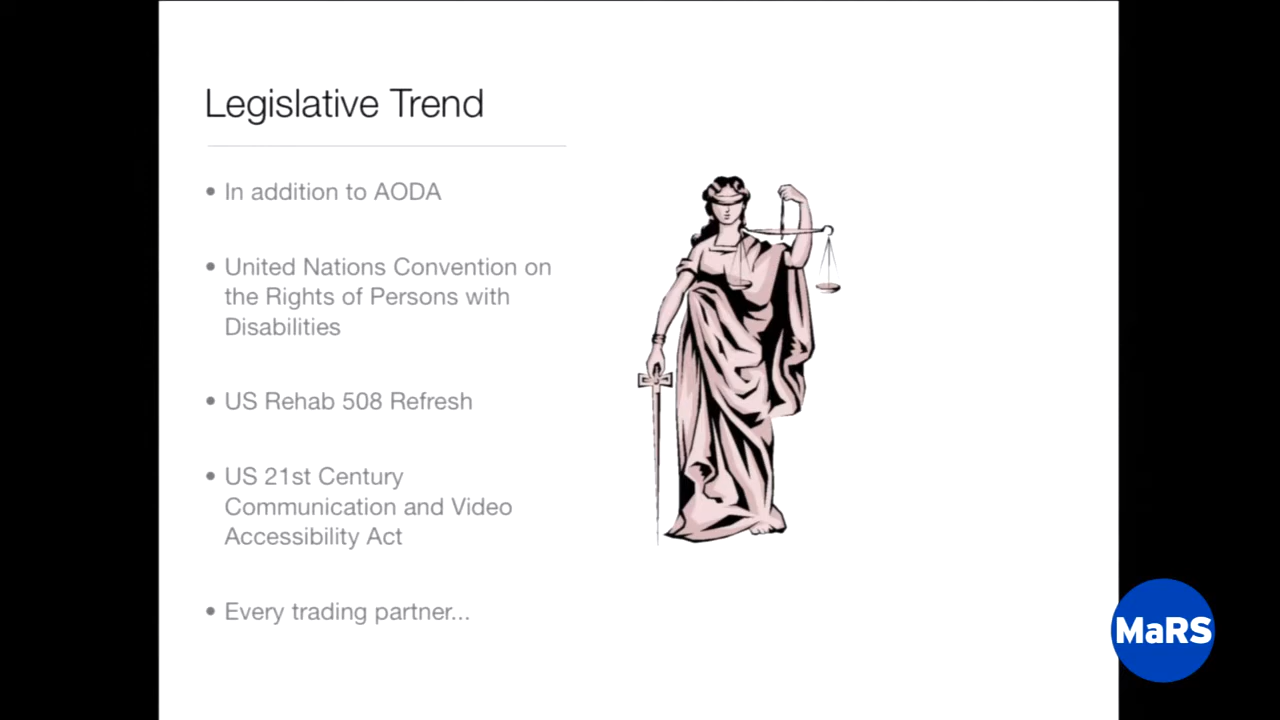 Legislative Trend
• In addition to AODA
• United Nations Convention on
the Rights of Persons with
Disabilities
• US Rehab 508 Refresh
• US 21st Century
Communication and Video
Accessibility Act
• Every trading partner...
MaRS